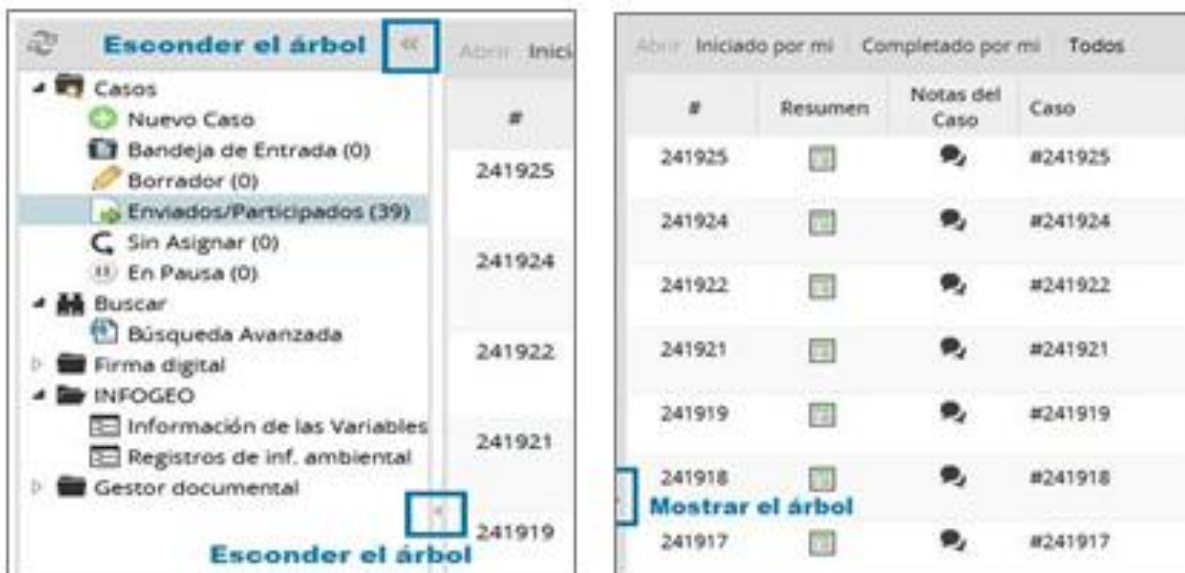 Esconder el árbol
Abrir Inici
Casos
Nuevo Caso
#
Bandeja de Entrada (0)
241925
Borrador (0)
Enviados/Participados (39)
Sin Asignar (0)
241924
En Pausa (0)
Buscar
Búsqueda Avanzada
241922
Firma digital
INFOGEO
Información de las Variables
241921
Registros de inf. ambiental
Gestor documental
241919
Esconder el árbol
Abrir Iniciado por mi Completado por mi Todos
# Resumen Notas del Caso Caso
241925 #241925
241924 #241924
241922 #241922
241921 #241921
241919 #241919
241918 #241918
Mostrar el árbol
241917 #241917